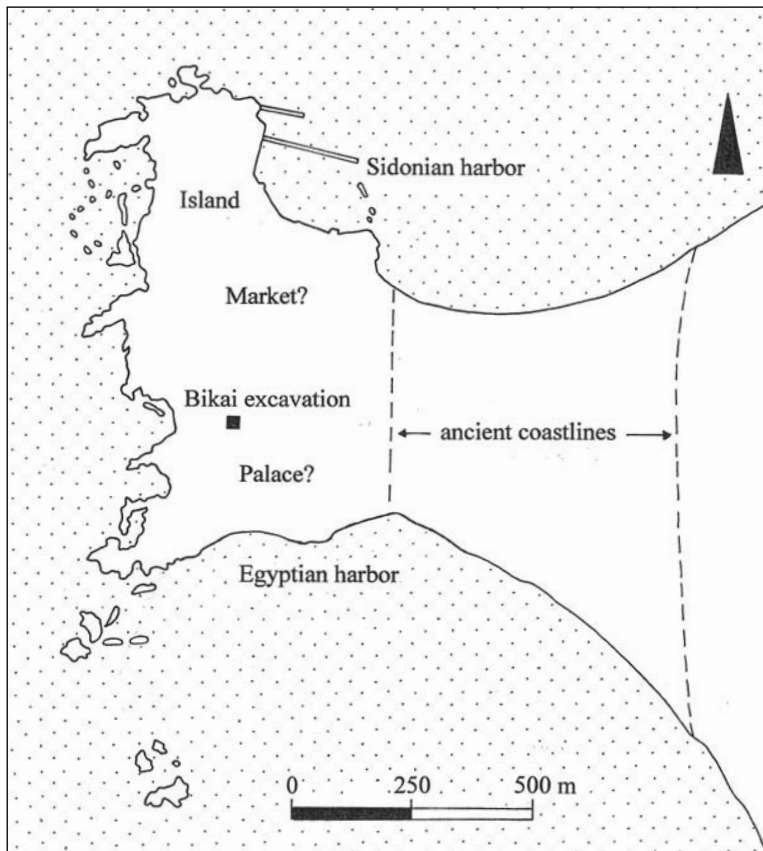 Sidonian harbor
Island
Market?
Bikai excavation
Palace?
ancient coastlines
Egyptian harbor
0 250 500 m